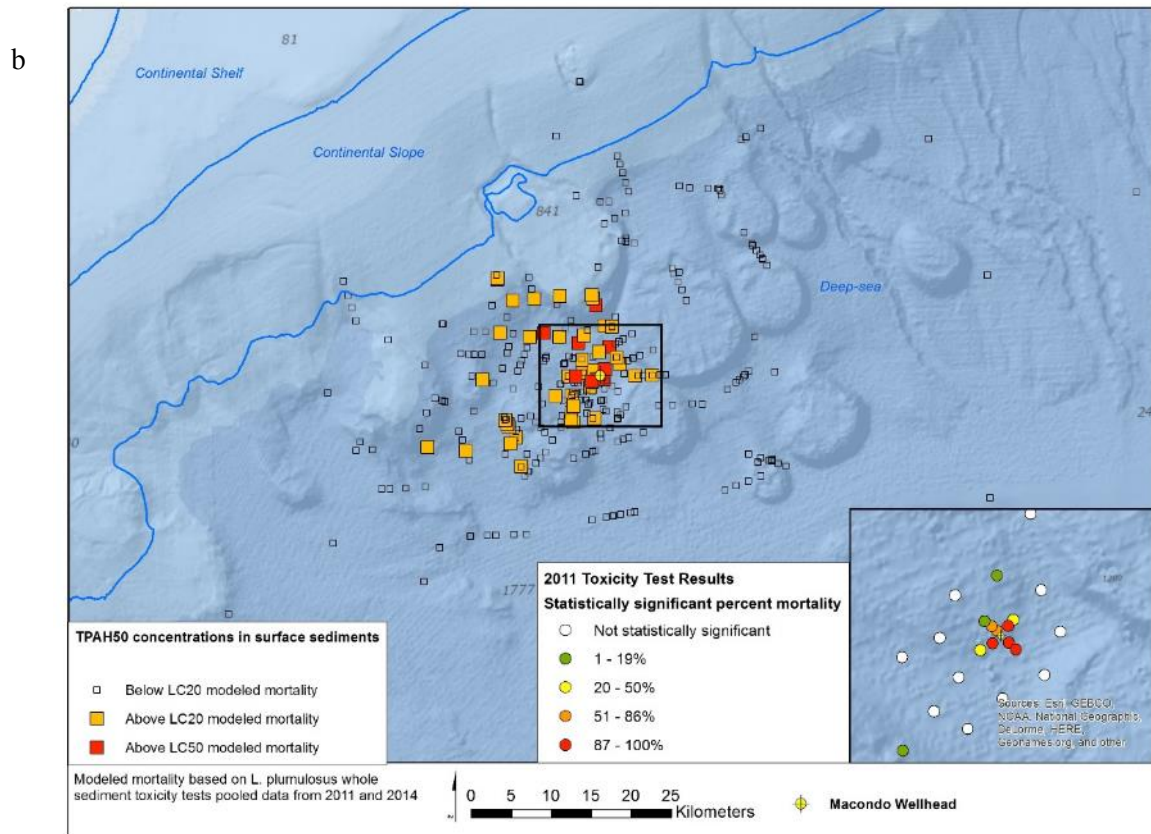 b
81
Continental Shelf
Continental Slope
841
Deep-sea
24
1777
TPAH50 concentrations in surface sediments
Below LC20 modeled mortality
Above LC20 modeled mortality
Above LC50 modeled mortality
2011 Toxicity Test Results
Statistically significant percent mortality
Not statistically significant
1 - 19%
20 - 50%
51 - 86%
87 - 100%
Sources: Esri, GEBCO,
NOAA, National Geographic,
DeLorme, HERE,
Geonames.org, and other
Modeled mortality based on L. plumulosus whole
sediment toxicity tests pooled data from 2011 and 2014
0 5 10 15 20 25
Kilometers
Macondo Wellhead